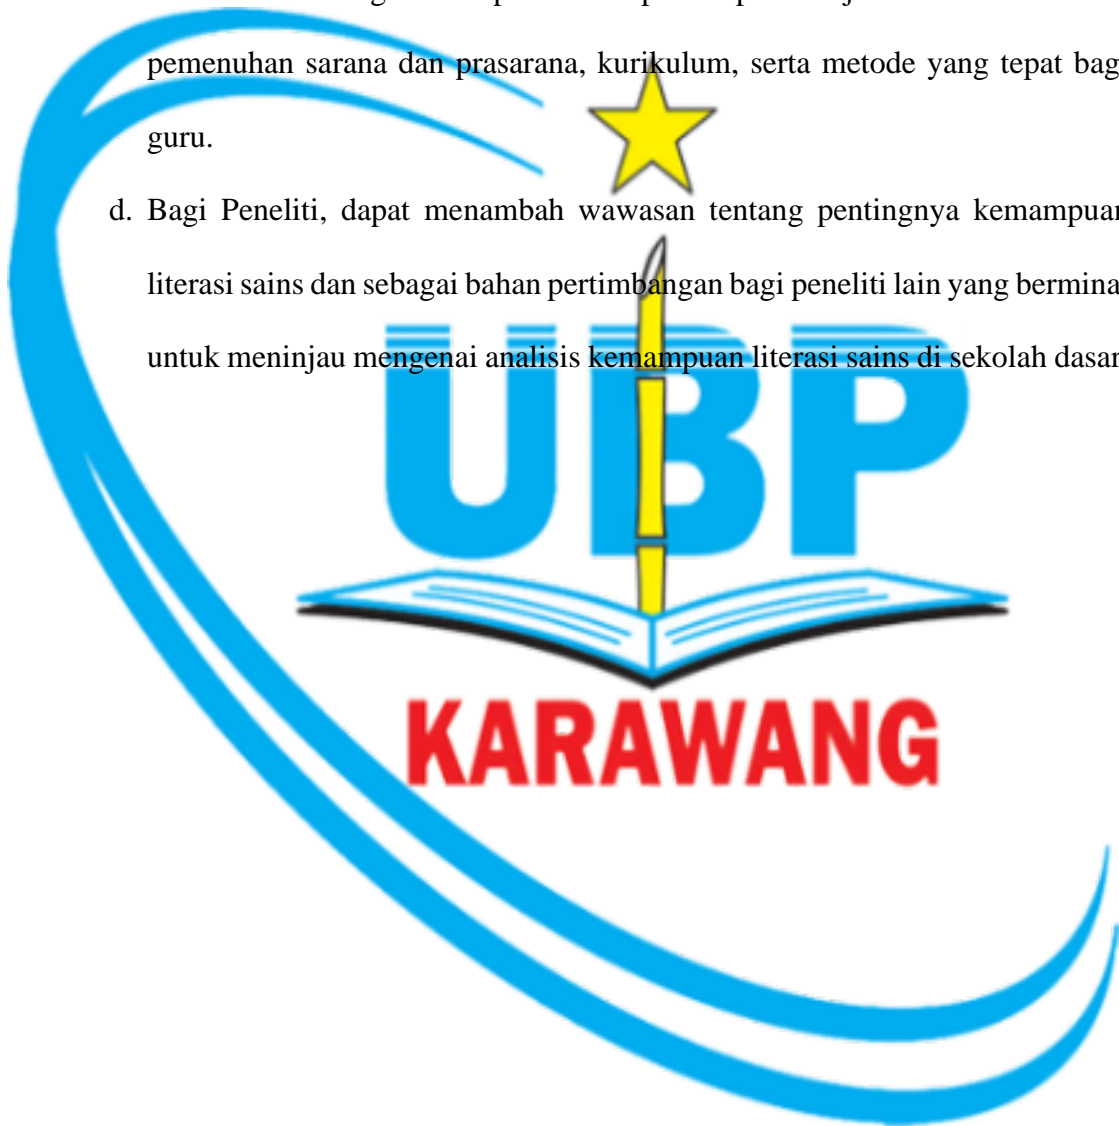 pemenuhan sarana dan prasarana, kurikulum, serta metode yang tepat bag
guru.
d. Bagi Peneliti, dapat menambah wawasan tentang pentingnya kemampuan
literasi sains dan sebagai bahan pertimbangan bagi peneliti lain yang bermina
untuk meninjau mengenai analisis kemampuan literasi sains di sekolah dasar
UBP
KARAWANG